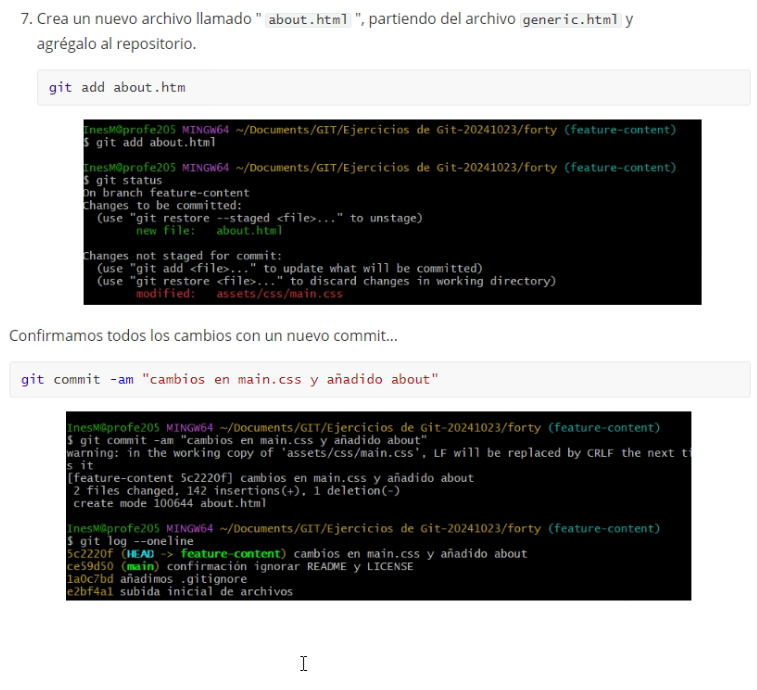 7. Crea un nuevo archivo llamado " about.html ", partiendo del archivo generic.html y
agrégalo al repositorio.
git add about.htm
InesM@profe205 MINGW64 ~/Documents/GIT/Ejercicios de Git-20241023/forty (feature-content)
$ git add about.html
InesM@profe205 MINGW64 ~/Documents/GIT/Ejercicios de Git-20241023/forty (feature-content)
$ git status
On branch feature-content
Changes to be committed:
(use "git restore --staged <file>..." to unstage)
new file: about.html
Changes not staged for commit:
(use "git add <file>..." to update what will be committed)
(use "git restore <file>..." to discard changes in working directory)
modified: assets/css/main.css
Confirmamos todos los cambios con un nuevo commit...
git commit -am "cambios en main.css y añadido about"
InesM@profe205 MINGW64 ~/Documents/GIT/Ejercicios de Git-20241023/forty (feature-content)
$ git commit -am "cambios en main.css y añadido about"
warning: in the working copy of 'assets/css/main.css', LF will be replaced by CRLF the next ti
s it
[feature-content 5c2220f] cambios en main.css y añadido about
2 files changed, 142 insertions(+), 1 deletion(-)
create mode 100644 about.html
InesM@profe205 MINGW64 ~/Documents/GIT/Ejercicios de Git-20241023/forty (feature-content)
$ git log --oneline
5c2220f (HEAD -> feature-content) cambios en main.css y añadido about
ce59d50 (main) confirmación ignorar README y LICENSE
1a0c7bd añadimos .gitignore
e2bf4a1 subida inicial de archivos